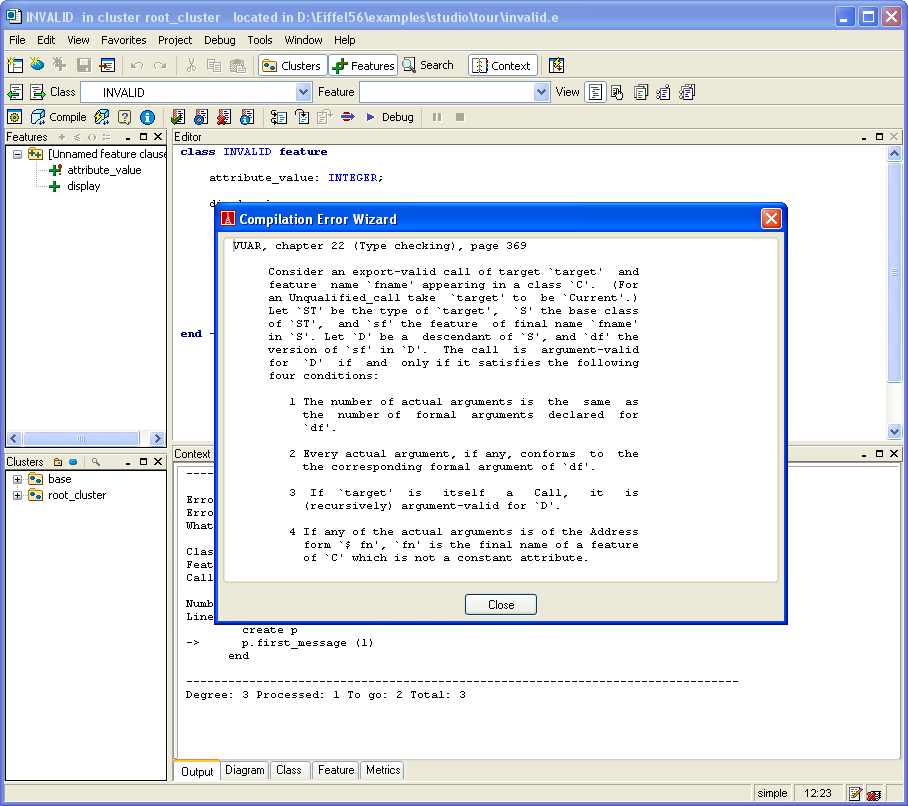 INVALID in cluster root_cluster located in D:\Eiffel56\examples\studio\tour\invalid.e
File Edit View Favorites Project Debug Tools Window Help
Clusters Features Search Context
Class INVALID Feature View
Compile Debug
Features
[Unnamed feature clause
attribute_value
display
Editor
class INVALID feature
attribute_value: INTEGER;
end
Compilation Error Wizard
VUAR, chapter 22 (Type checking), page 369
Consider an export-valid call of target `target' and
feature name `fname' appearing in a class `C'. (For
an Unqualified_call take `target' to be `Current'.)
Let `ST' be the type of `target', `S' the base class
of `ST', and `sf' the feature of final name `fname'
in `S'. Let `D' be a descendant of `S', and `df' the
version of `sf' in `D'. The call is argument-valid
for `D' if and only if it satisfies the following
four conditions:
1 The number of actual arguments is the same as
the number of formal arguments declared for
`df'.
2 Every actual argument, if any, conforms to the
the corresponding formal argument of `df'.
3 If `target' is itself a Call, it is
(recursively) argument-valid for `D'.
4 If any of the actual arguments is of the Address
form `$ fn', `fn' is the final name of a feature
of `C' which is not a constant attribute.
Close
Clusters
base
root_cluster
Context
----
Erro
Erro
What
Clas
Feat
Call
Numb
Line
create p
-> p.first_message (1)
end
-------------------------------------------------------------------------------
Degree: 3 Processed: 1 To go: 2 Total: 3
Output Diagram Class Feature Metrics
simple 12:23